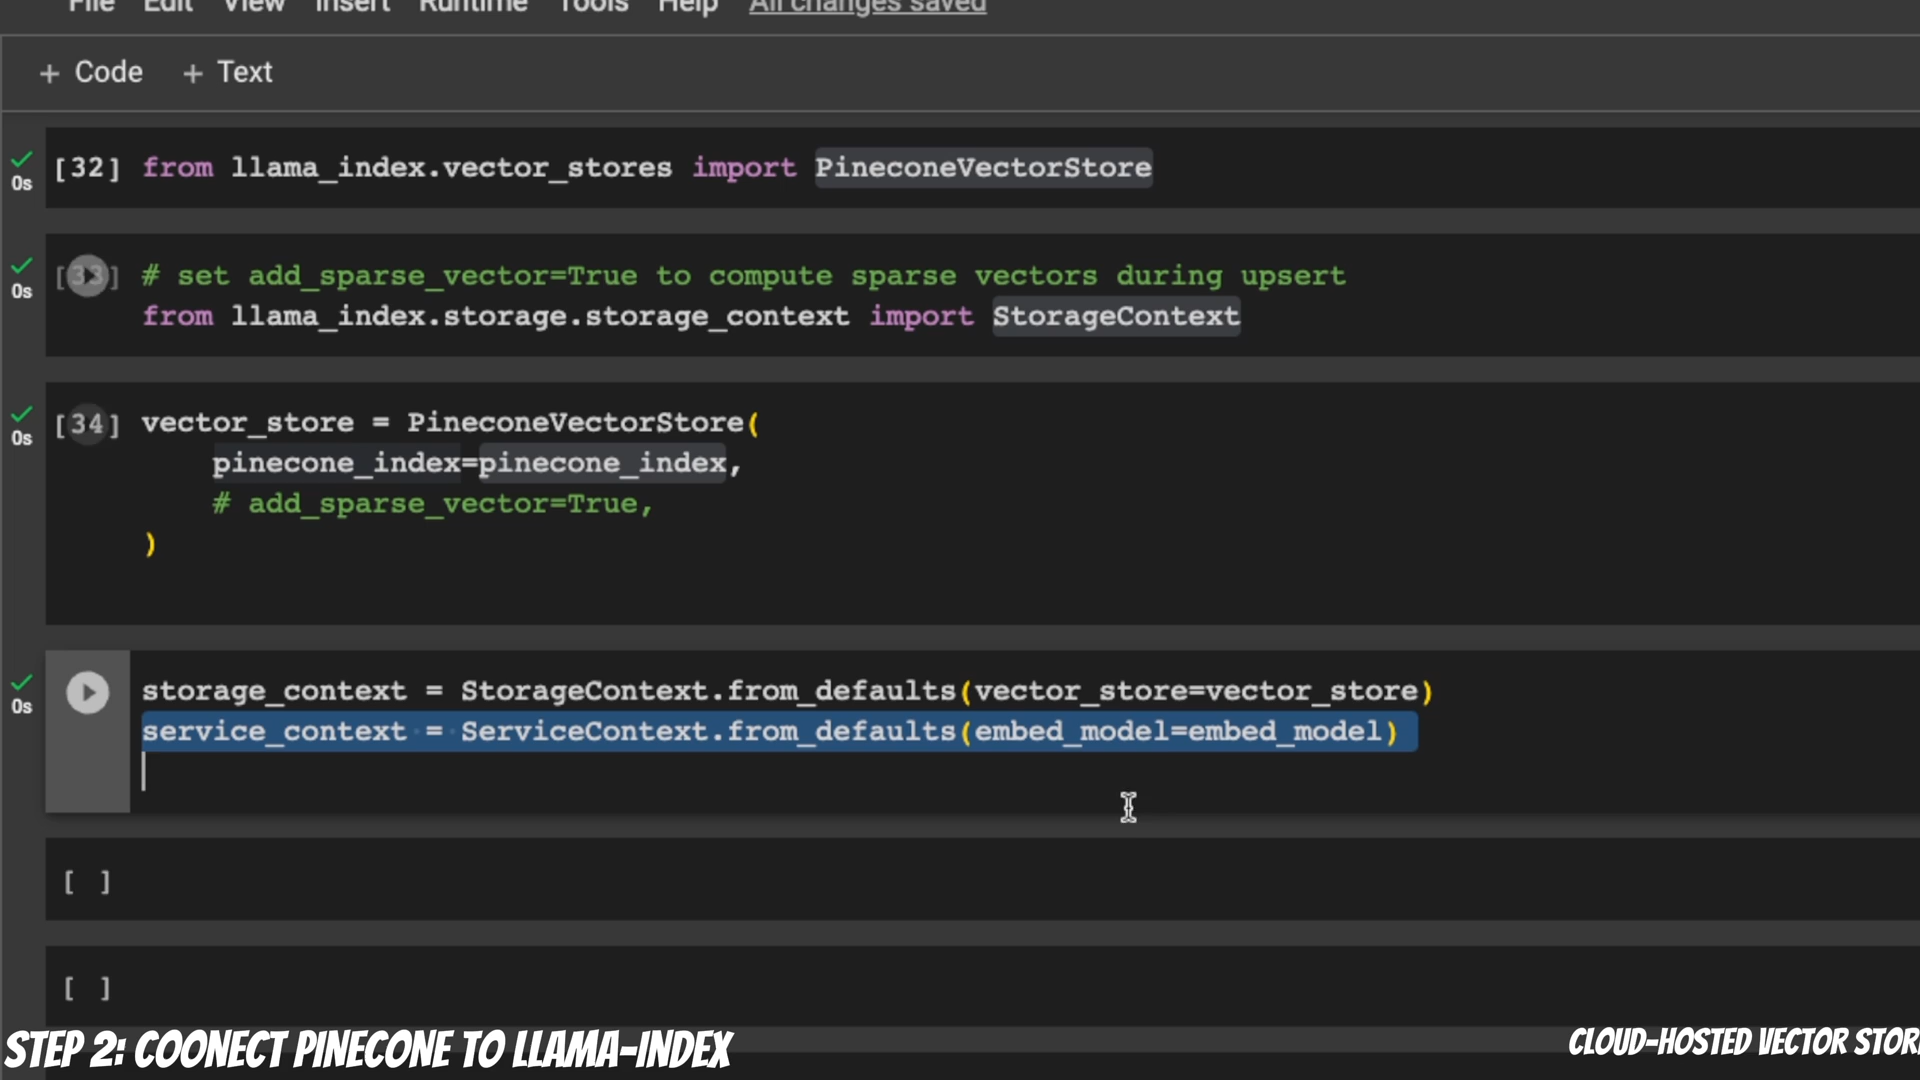 File Edit View Insert Runtime Tools Help All changes saved
+ Code + Text
0s [32] from llama_index.vector_stores import PineconeVectorStore
0s [33] # set add_sparse_vector=True to compute sparse vectors during upsert
from llama_index.storage.storage_context import StorageContext
0s [34] vector_store = PineconeVectorStore(
pinecone_index=pinecone_index,
# add_sparse_vector=True,
)
0s storage_context = StorageContext.from_defaults(vector_store=vector_store)
service_context = ServiceContext.from_defaults(embed_model=embed_model)
[ ]
[ ]
STEP 2: COONECT PINECONE TO LLAMA-INDEX
CLOUD-HOSTED VECTOR STOR